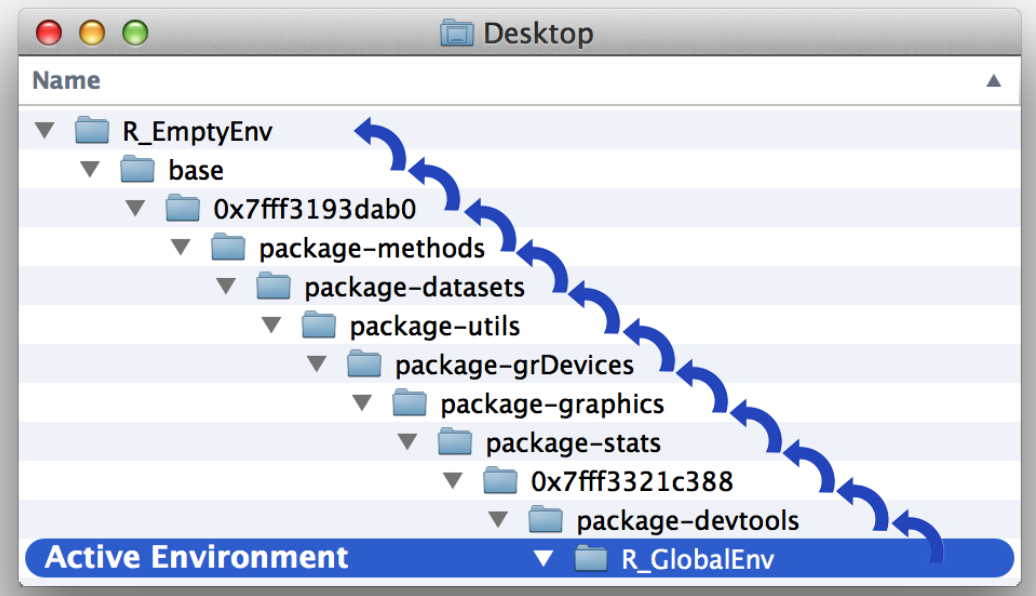 Desktop
Name
R_EmptyEnv
base
0x7fff3193dab0
package-methods
package-datasets
package-utils
package-grDevices
package-graphics
package-stats
0x7fff3321c388
package-devtools
Active Environment R_GlobalEnv